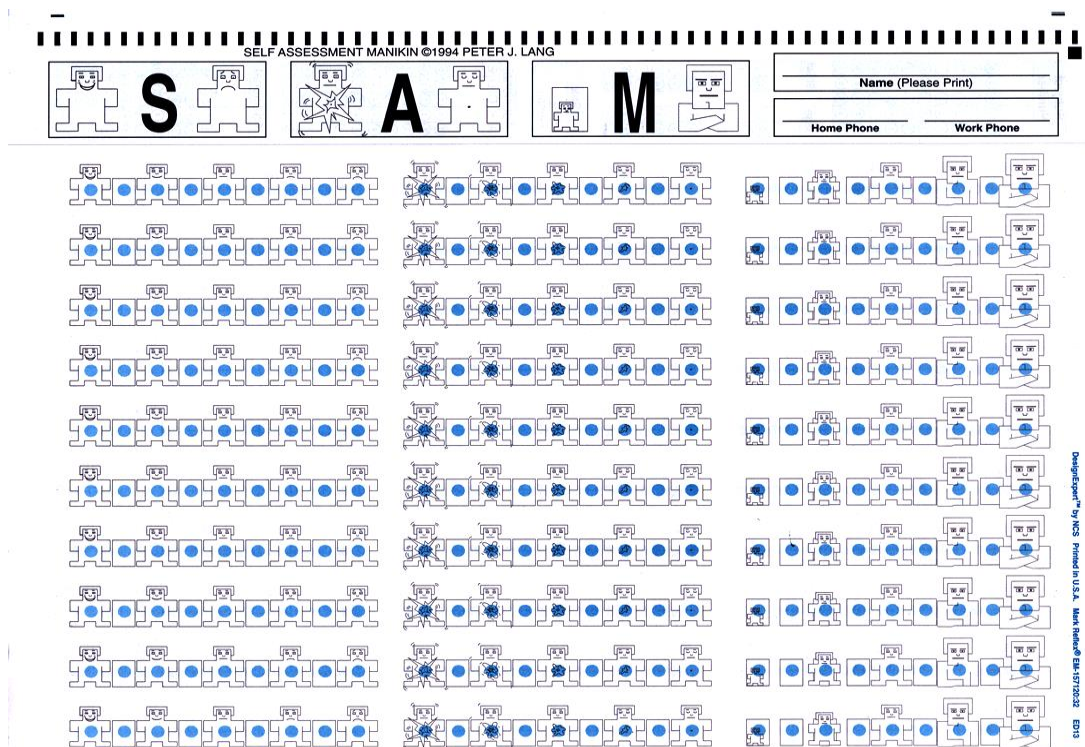 SELF ASSESSMENT MANIKIN ©1994 PETER J. LANG
S A M
Name (Please Print)
Home Phone Work Phone
DesignExpert™ by NCS Printed in U.S.A. Mark Reflex® EM-157120:32 ED13